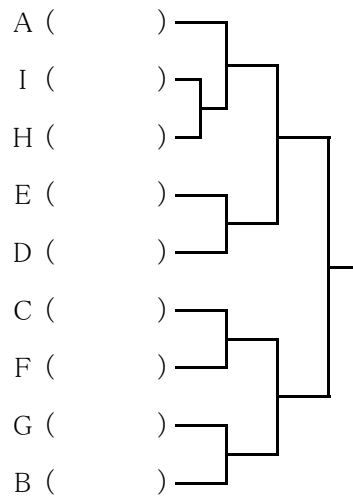 A (          )
I (          )
H (          )
E (          )
D (          )
C (          )
F (          )
G (          )
B (          )